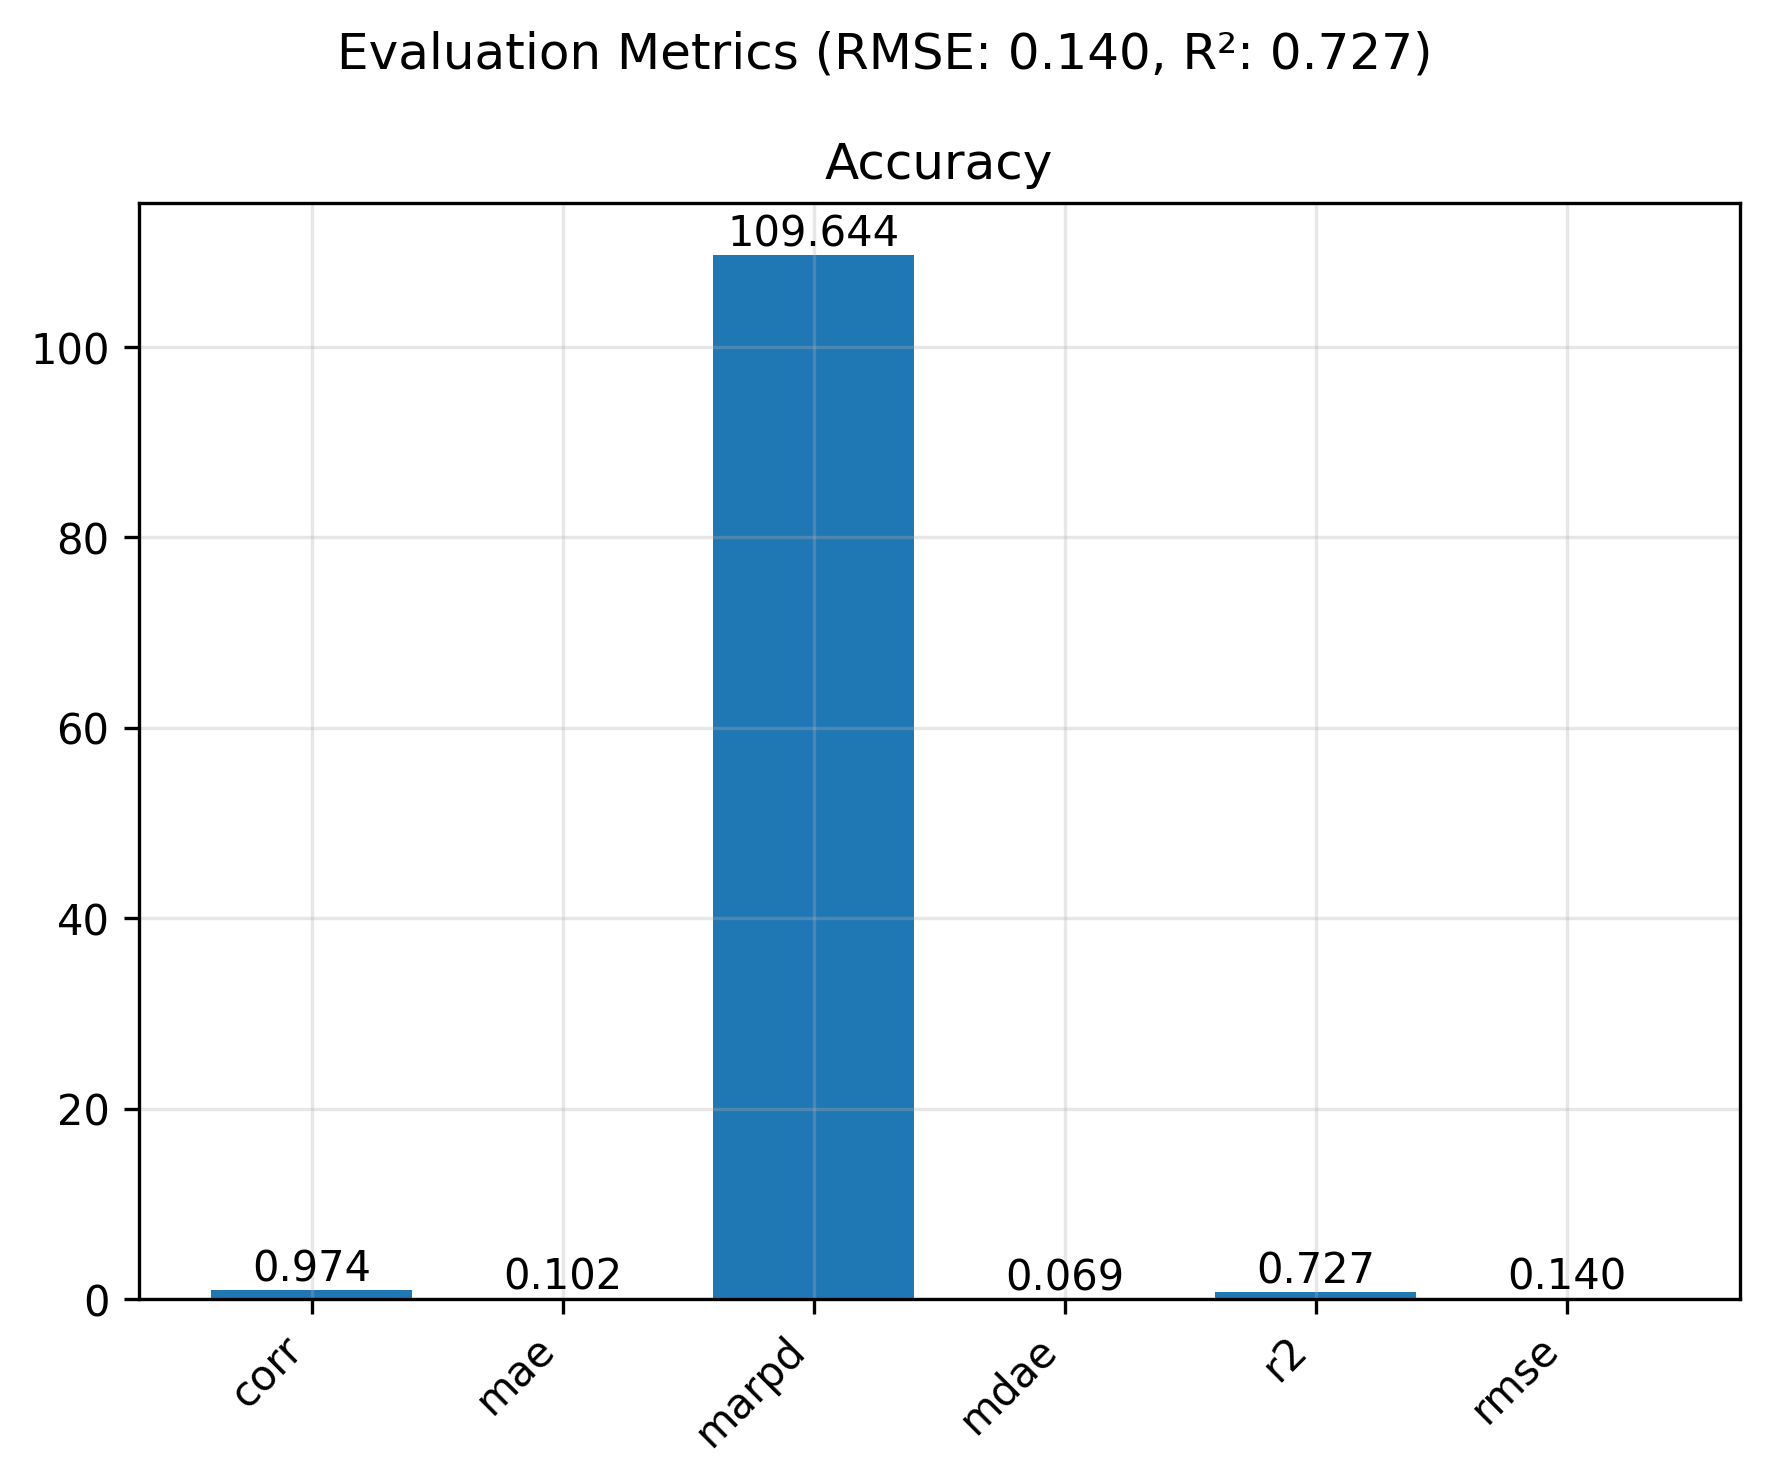 Evaluation Metrics (RMSE: 0.140, R²: 0.727)
Accuracy
109.644
100
80
60
40
20
0
0.974
0.102
0.069
0.727
0.140
corr
mae
marpd
mdae
r2
rmse